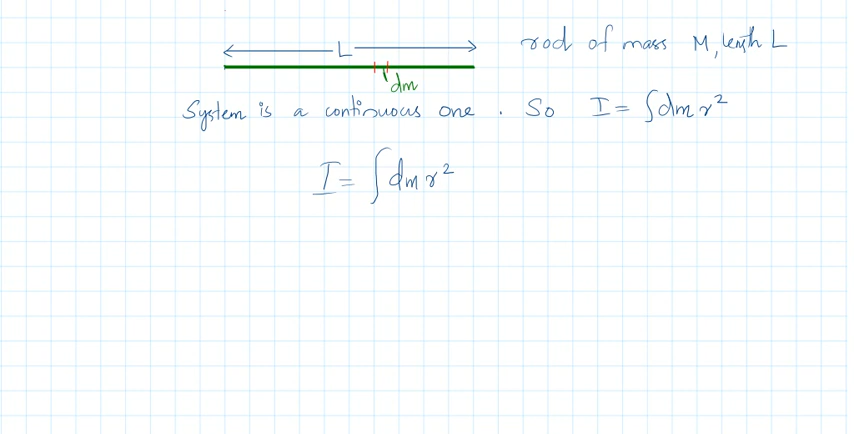 L rod of mass M, length L
dm
System is a continuous one. So I = ∫dm r²
I = ∫dm r²